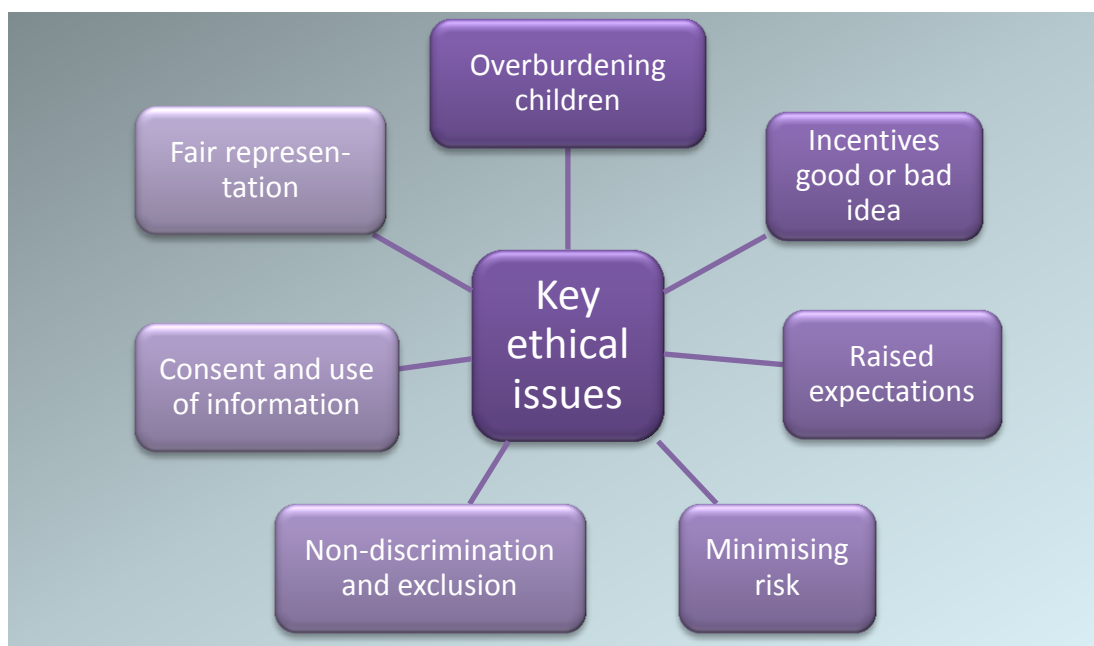 Overburdening
children
Incentives
good or bad
idea
Raised
expectations
Minimising
risk
Non-discrimination
and exclusion
Consent and use
of information
Fair represen-
tation
Key
ethical
issues